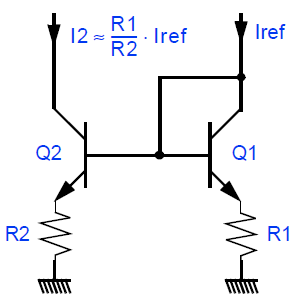 I2 ≈ R1/R2 · Iref
Iref
Q2
Q1
R2
R1